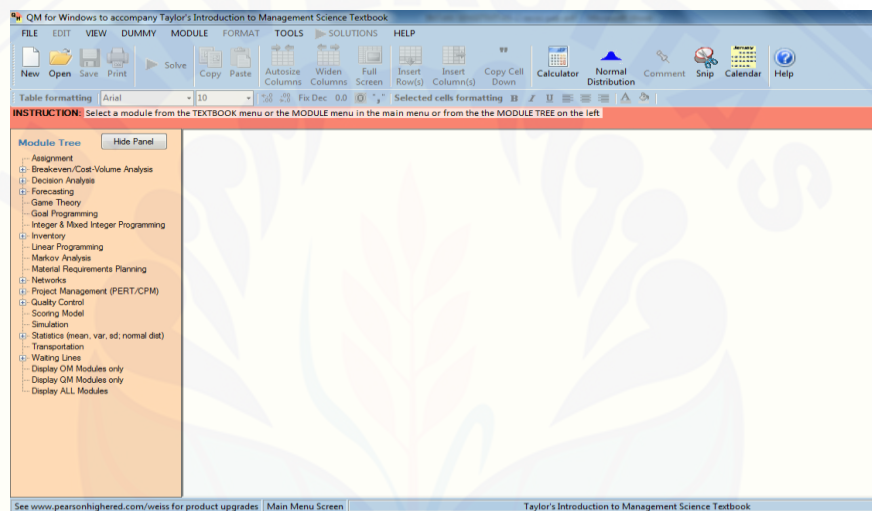 QM for Windows to accompany Taylor's Introduction to Management Science Textbook
FILE EDIT VIEW DUMMY MODULE FORMAT TOOLS SOLUTIONS HELP
New Open Save Print Solve Copy Paste Autosize Columns Widen Columns Full Screen Insert Row(s) Insert Column(s) Copy Cell Down Calculator Normal Distribution Comment Snip Calendar Help
Table formatting Arial 10 Fix Dec 0.0 Selected cells formatting B I U
INSTRUCTION: Select a module from the TEXTBOOK menu or the MODULE menu in the main menu or from the the MODULE TREE on the left
Module Tree Hide Panel
Assignment
Breakeven/Cost-Volume Analysis
Decision Analysis
Forecasting
Game Theory
Goal Programming
Integer & Mixed Integer Programming
Inventory
Linear Programming
Markov Analysis
Material Requirements Planning
Networks
Project Management (PERT/CPM)
Quality Control
Scoring Model
Simulation
Statistics (mean, var, sd; normal dist)
Transportation
Waiting Lines
Display OM Modules only
Display QM Modules only
Display ALL Modules
See www.pearsonhighered.com/weiss for product upgrades Main Menu Screen Taylor's Introduction to Management Science Textbook